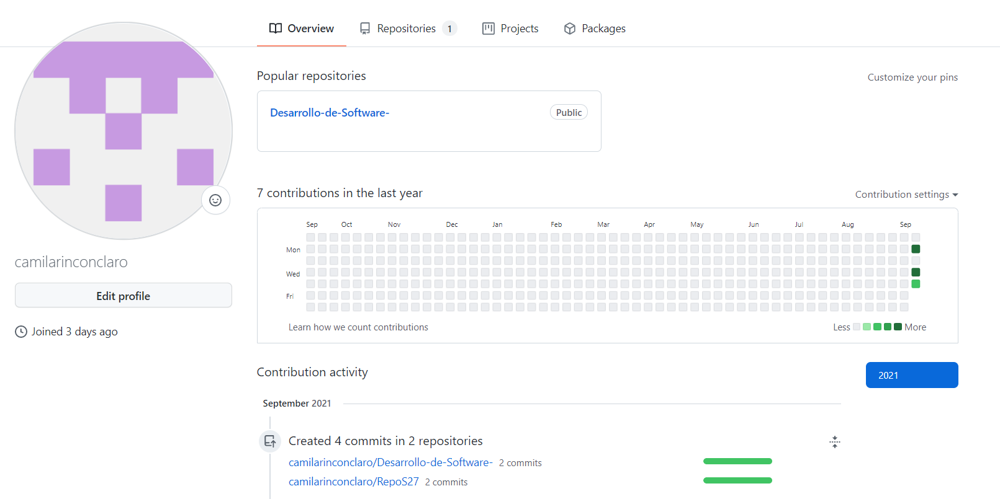 Overview Repositories 1 Projects Packages
Popular repositories
Customize your pins
Desarrollo-de-Software- Public
7 contributions in the last year
Contribution settings
Sep Oct Nov Dec Jan Feb Mar Apr May Jun Jul Aug Sep
Mon
Wed
Fri
Learn how we count contributions
Less More
camilarinconclaro
Edit profile
Joined 3 days ago
Contribution activity
2021
September 2021
Created 4 commits in 2 repositories
camilarinconclaro/Desarrollo-de-Software- 2 commits
camilarinconclaro/RepoS27 2 commits